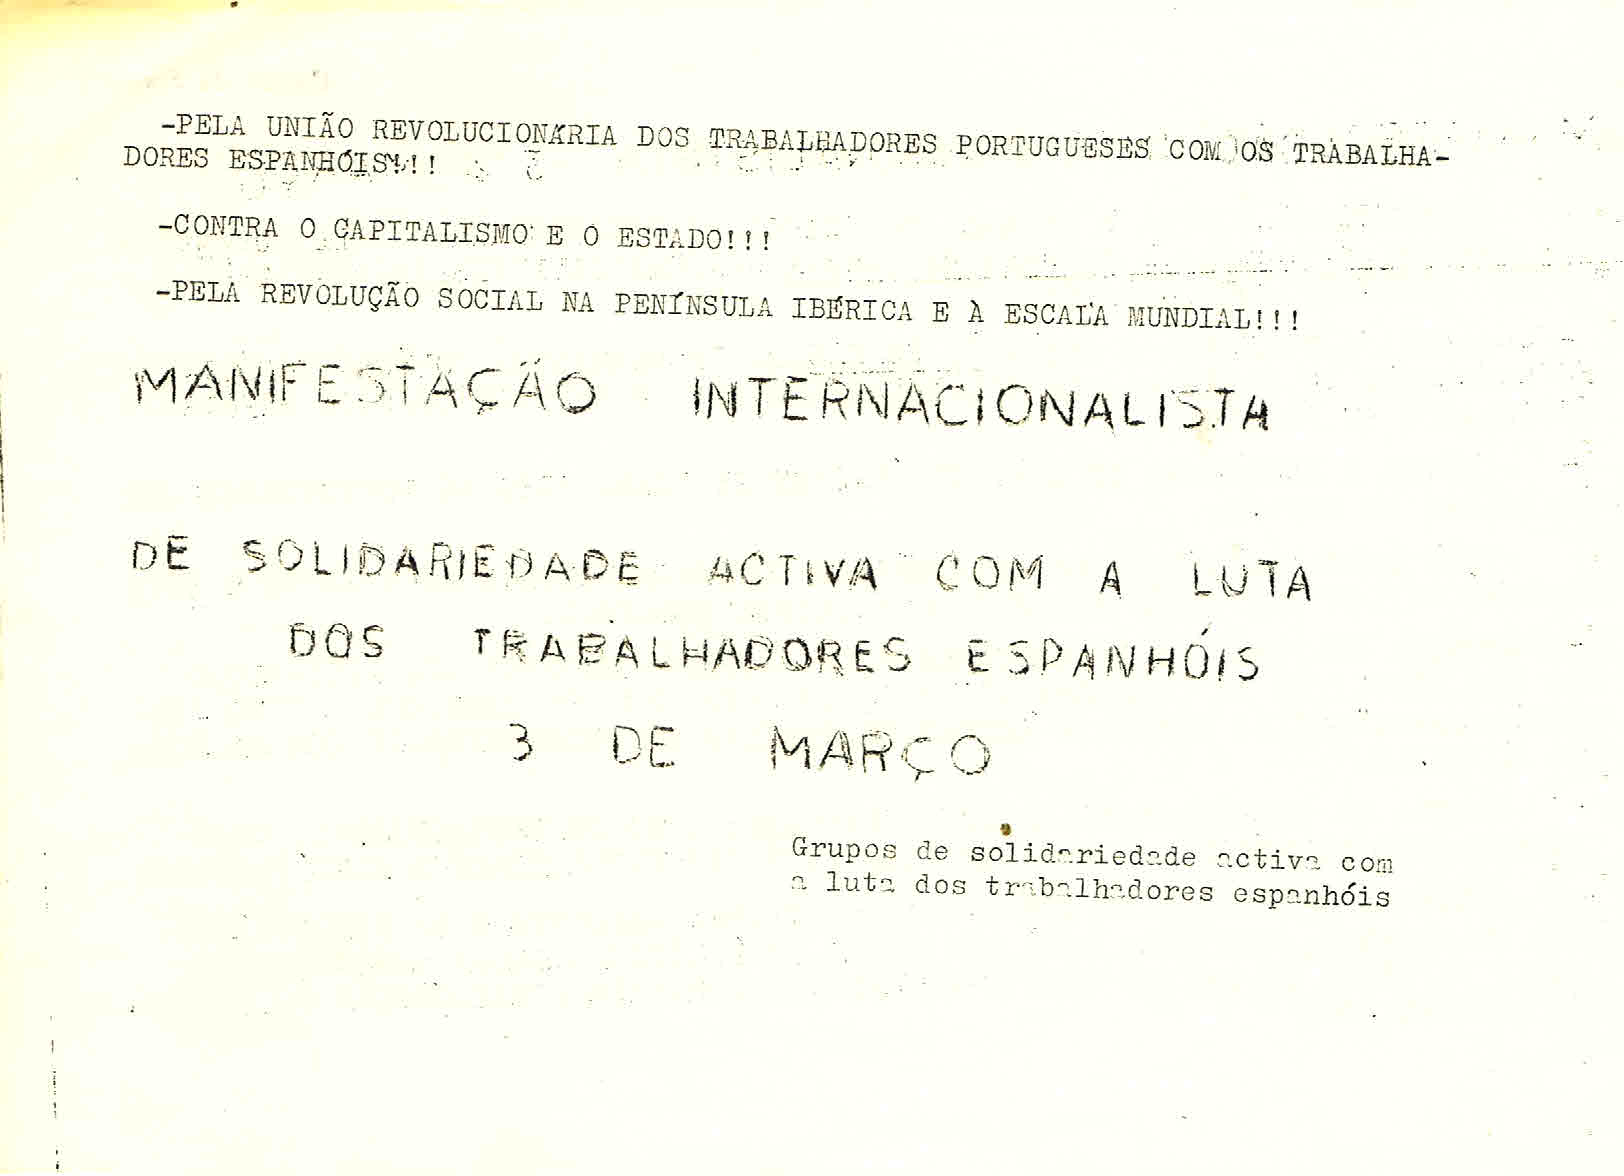 -PELA UNIÃO REVOLUCIONÁRIA DOS TRABALHADORES PORTUGUESES COM OS TRABALHA-
DORES ESPANHÓIS!!!
-CONTRA O CAPITALISMO E O ESTADO!!!
-PELA REVOLUÇÃO SOCIAL NA PENÍNSULA IBÉRICA E À ESCALA MUNDIAL!!!
MANIFESTAÇÃO INTERNACIONALISTA
DE SOLIDARIEDADE ACTIVA COM A LUTA
DOS TRABALHADORES ESPANHÓIS
3 DE MARÇO
Grupos de solidariedade activa com
a luta dos trabalhadores espanhóis